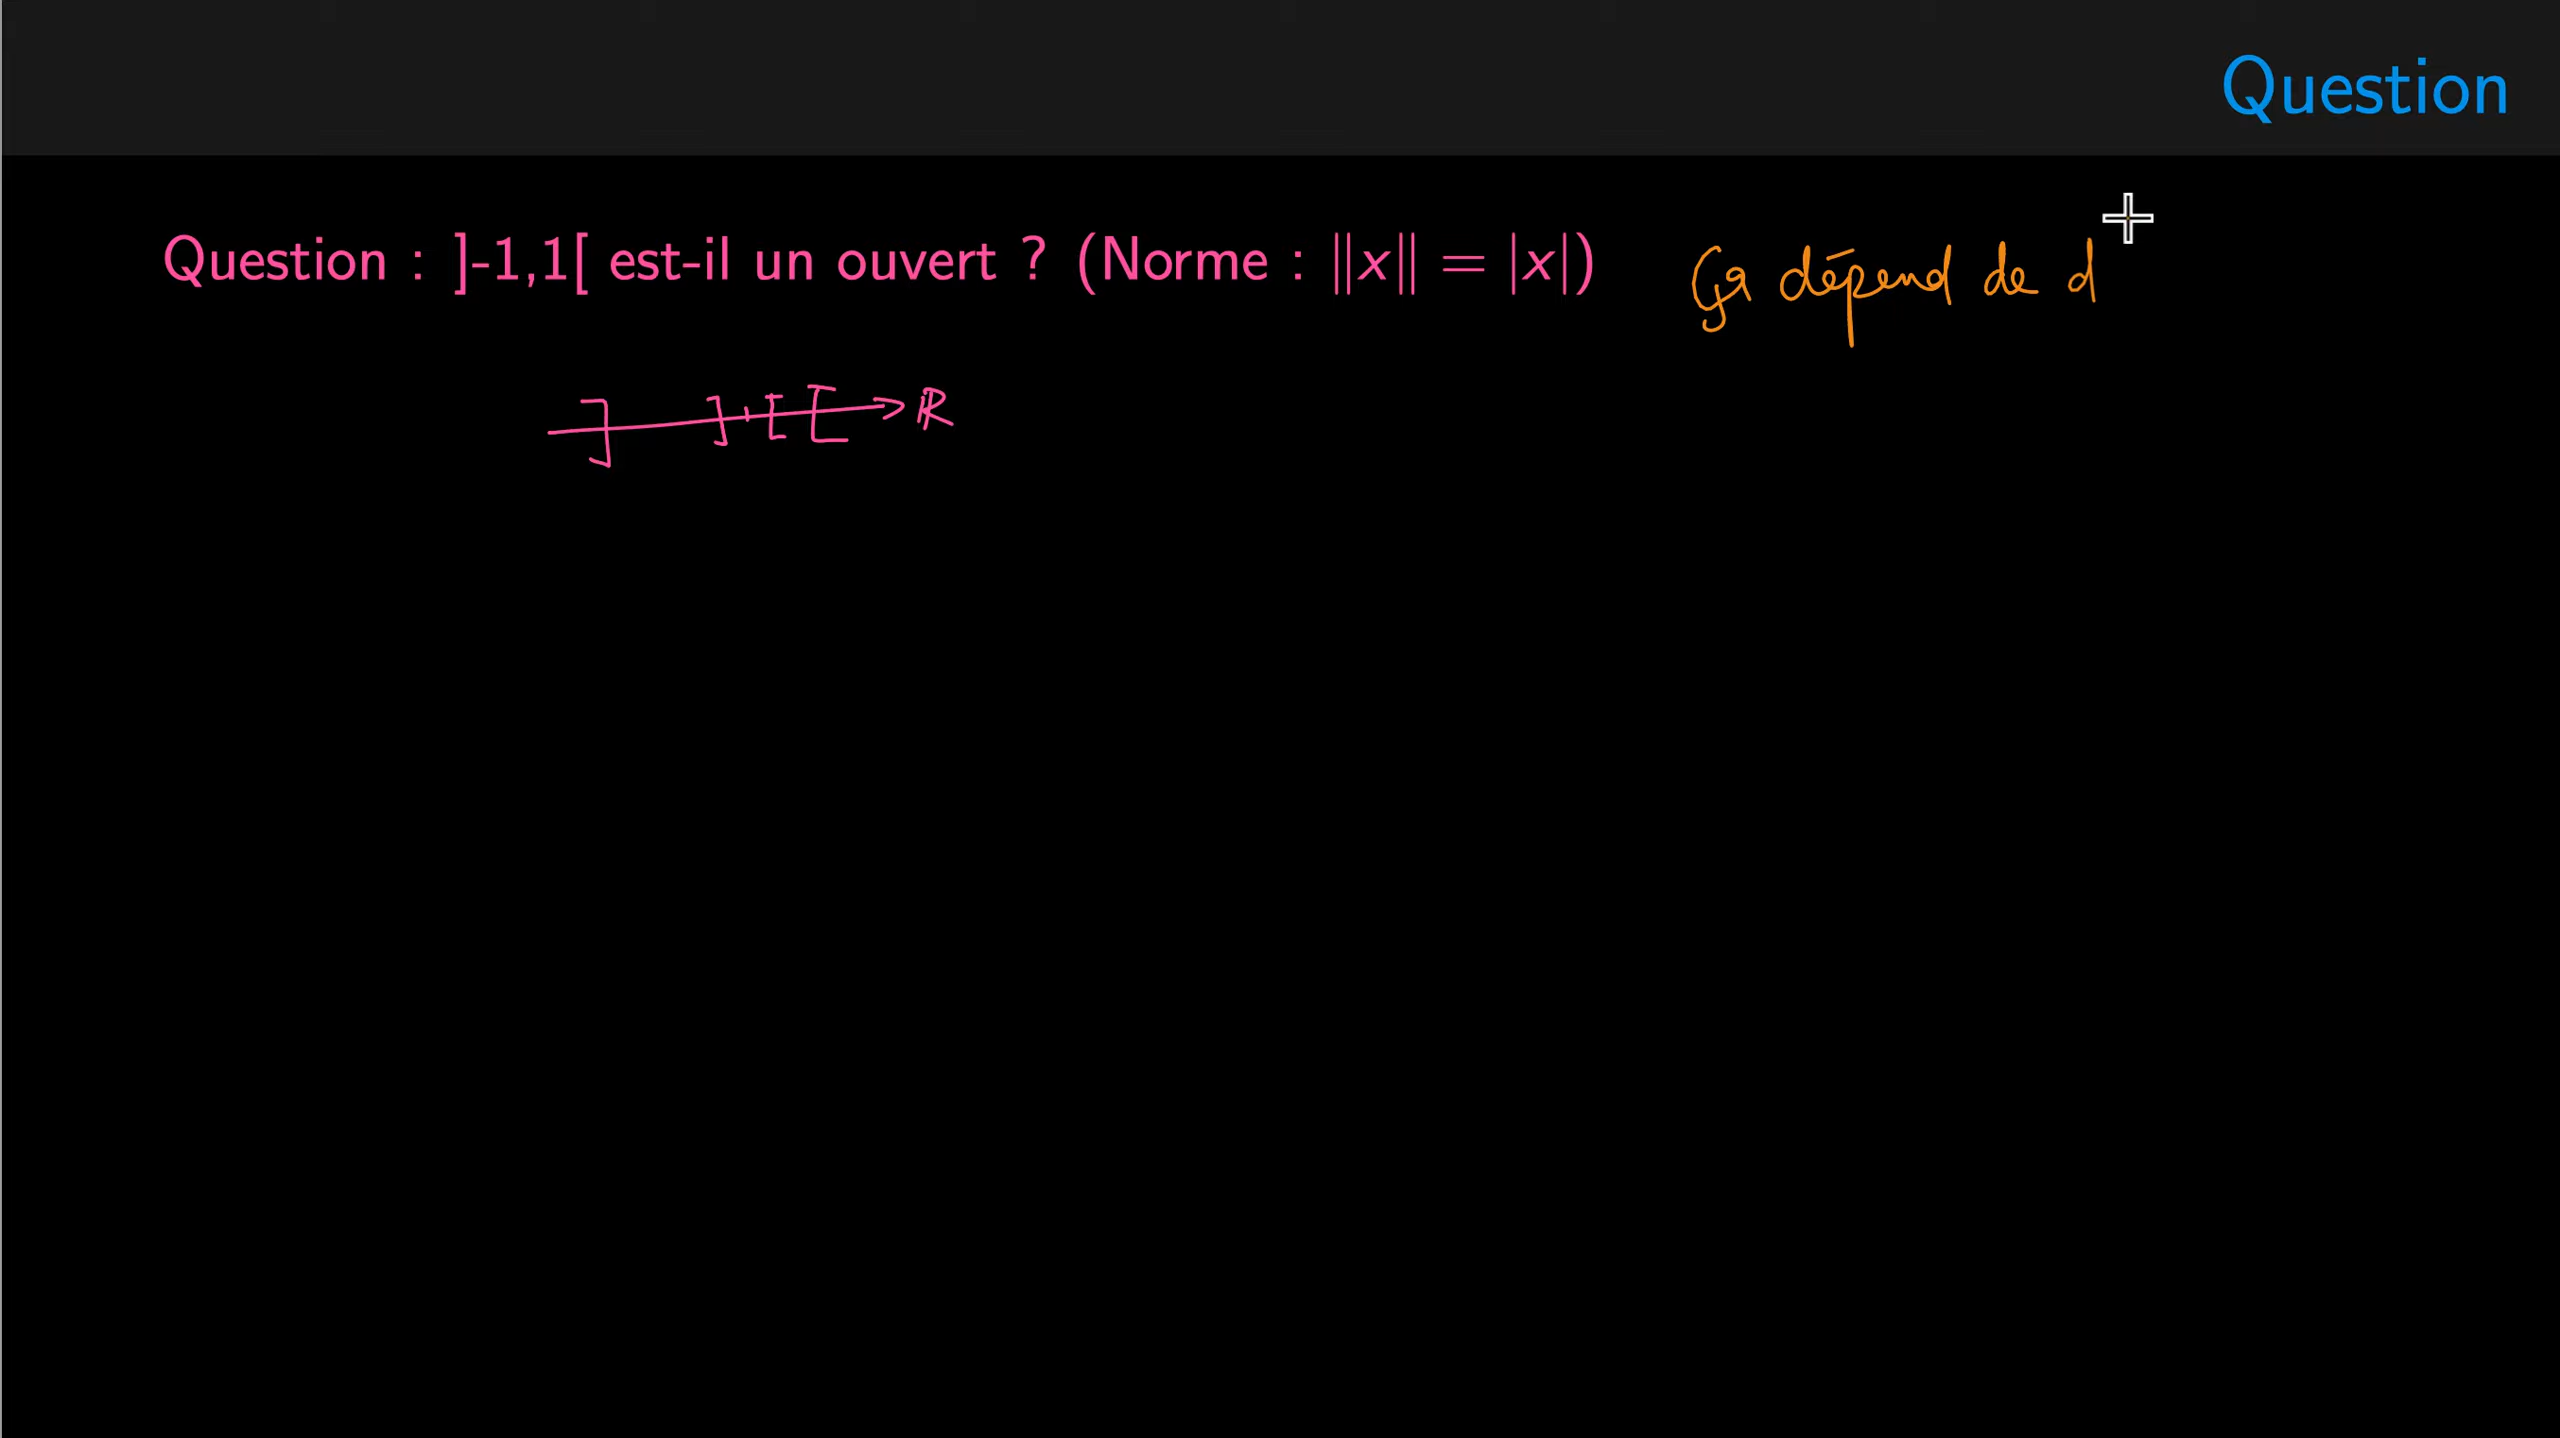 Question
Question : ]-1,1[ est-il un ouvert ? (Norme : ||x|| = |x|) Ça dépend de d
ℝ